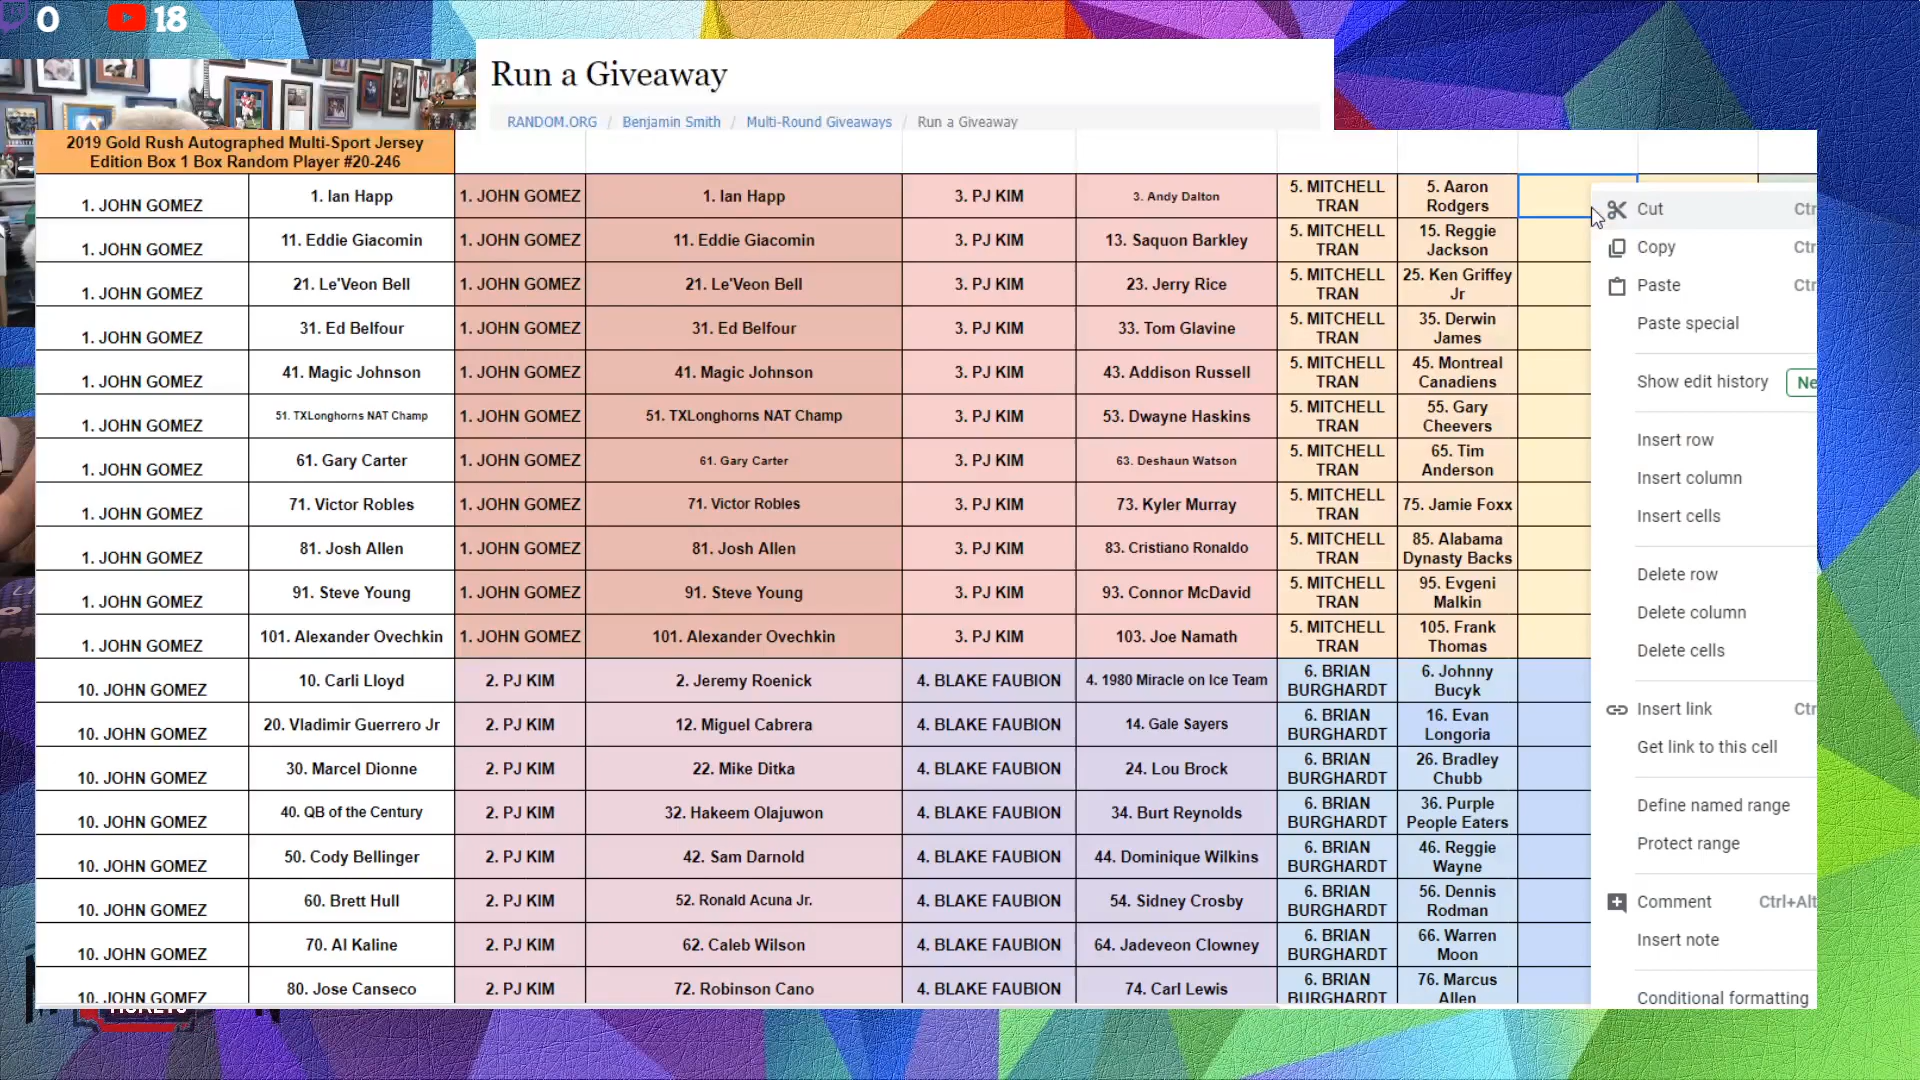 0 18
Run a Giveaway
RANDOM.ORG / Benjamin Smith / Multi-Round Giveaways / Run a Giveaway
2019 Gold Rush Autographed Multi-Sport Jersey
Edition Box 1 Box Random Player #20-246
1. JOHN GOMEZ 1. Ian Happ 1. JOHN GOMEZ 1. Ian Happ 3. PJ KIM 3. Andy Dalton 5. MITCHELL TRAN 5. Aaron Rodgers
1. JOHN GOMEZ 11. Eddie Giacomin 1. JOHN GOMEZ 11. Eddie Giacomin 3. PJ KIM 13. Saquon Barkley 5. MITCHELL TRAN 15. Reggie Jackson
1. JOHN GOMEZ 21. Le'Veon Bell 1. JOHN GOMEZ 21. Le'Veon Bell 3. PJ KIM 23. Jerry Rice 5. MITCHELL TRAN 25. Ken Griffey Jr
1. JOHN GOMEZ 31. Ed Belfour 1. JOHN GOMEZ 31. Ed Belfour 3. PJ KIM 33. Tom Glavine 5. MITCHELL TRAN 35. Derwin James
1. JOHN GOMEZ 41. Magic Johnson 1. JOHN GOMEZ 41. Magic Johnson 3. PJ KIM 43. Addison Russell 5. MITCHELL TRAN 45. Montreal Canadiens
1. JOHN GOMEZ 51. TXLonghorns NAT Champ 1. JOHN GOMEZ 51. TXLonghorns NAT Champ 3. PJ KIM 53. Dwayne Haskins 5. MITCHELL TRAN 55. Gary Cheevers
1. JOHN GOMEZ 61. Gary Carter 1. JOHN GOMEZ 61. Gary Carter 3. PJ KIM 63. Deshaun Watson 5. MITCHELL TRAN 65. Tim Anderson
1. JOHN GOMEZ 71. Victor Robles 1. JOHN GOMEZ 71. Victor Robles 3. PJ KIM 73. Kyler Murray 5. MITCHELL TRAN 75. Jamie Foxx
1. JOHN GOMEZ 81. Josh Allen 1. JOHN GOMEZ 81. Josh Allen 3. PJ KIM 83. Cristiano Ronaldo 5. MITCHELL TRAN 85. Alabama Dynasty Backs
1. JOHN GOMEZ 91. Steve Young 1. JOHN GOMEZ 91. Steve Young 3. PJ KIM 93. Connor McDavid 5. MITCHELL TRAN 95. Evgeni Malkin
1. JOHN GOMEZ 101. Alexander Ovechkin 1. JOHN GOMEZ 101. Alexander Ovechkin 3. PJ KIM 103. Joe Namath 5. MITCHELL TRAN 105. Frank Thomas
10. JOHN GOMEZ 10. Carli Lloyd 2. PJ KIM 2. Jeremy Roenick 4. BLAKE FAUBION 4. 1980 Miracle on Ice Team 6. BRIAN BURGHARDT 6. Johnny Bucyk
10. JOHN GOMEZ 20. Vladimir Guerrero Jr 2. PJ KIM 12. Miguel Cabrera 4. BLAKE FAUBION 14. Gale Sayers 6. BRIAN BURGHARDT 16. Evan Longoria
10. JOHN GOMEZ 30. Marcel Dionne 2. PJ KIM 22. Mike Ditka 4. BLAKE FAUBION 24. Lou Brock 6. BRIAN BURGHARDT 26. Bradley Chubb
10. JOHN GOMEZ 40. QB of the Century 2. PJ KIM 32. Hakeem Olajuwon 4. BLAKE FAUBION 34. Burt Reynolds 6. BRIAN BURGHARDT 36. Purple People Eaters
10. JOHN GOMEZ 50. Cody Bellinger 2. PJ KIM 42. Sam Darnold 4. BLAKE FAUBION 44. Dominique Wilkins 6. BRIAN BURGHARDT 46. Reggie Wayne
10. JOHN GOMEZ 60. Brett Hull 2. PJ KIM 52. Ronald Acuna Jr. 4. BLAKE FAUBION 54. Sidney Crosby 6. BRIAN BURGHARDT 56. Dennis Rodman
10. JOHN GOMEZ 70. Al Kaline 2. PJ KIM 62. Caleb Wilson 4. BLAKE FAUBION 64. Jadeveon Clowney 6. BRIAN BURGHARDT 66. Warren Moon
10. JOHN GOMEZ 80. Jose Canseco 2. PJ KIM 72. Robinson Cano 4. BLAKE FAUBION 74. Carl Lewis 6. BRIAN BURGHARDT 76. Marcus Allen
Cut Ctr
Copy Ctr
Paste Ctr
Paste special
Show edit history Ne
Insert row
Insert column
Insert cells
Delete row
Delete column
Delete cells
Insert link Ctr
Get link to this cell
Define named range
Protect range
Comment Ctrl+Alt
Insert note
Conditional formatting